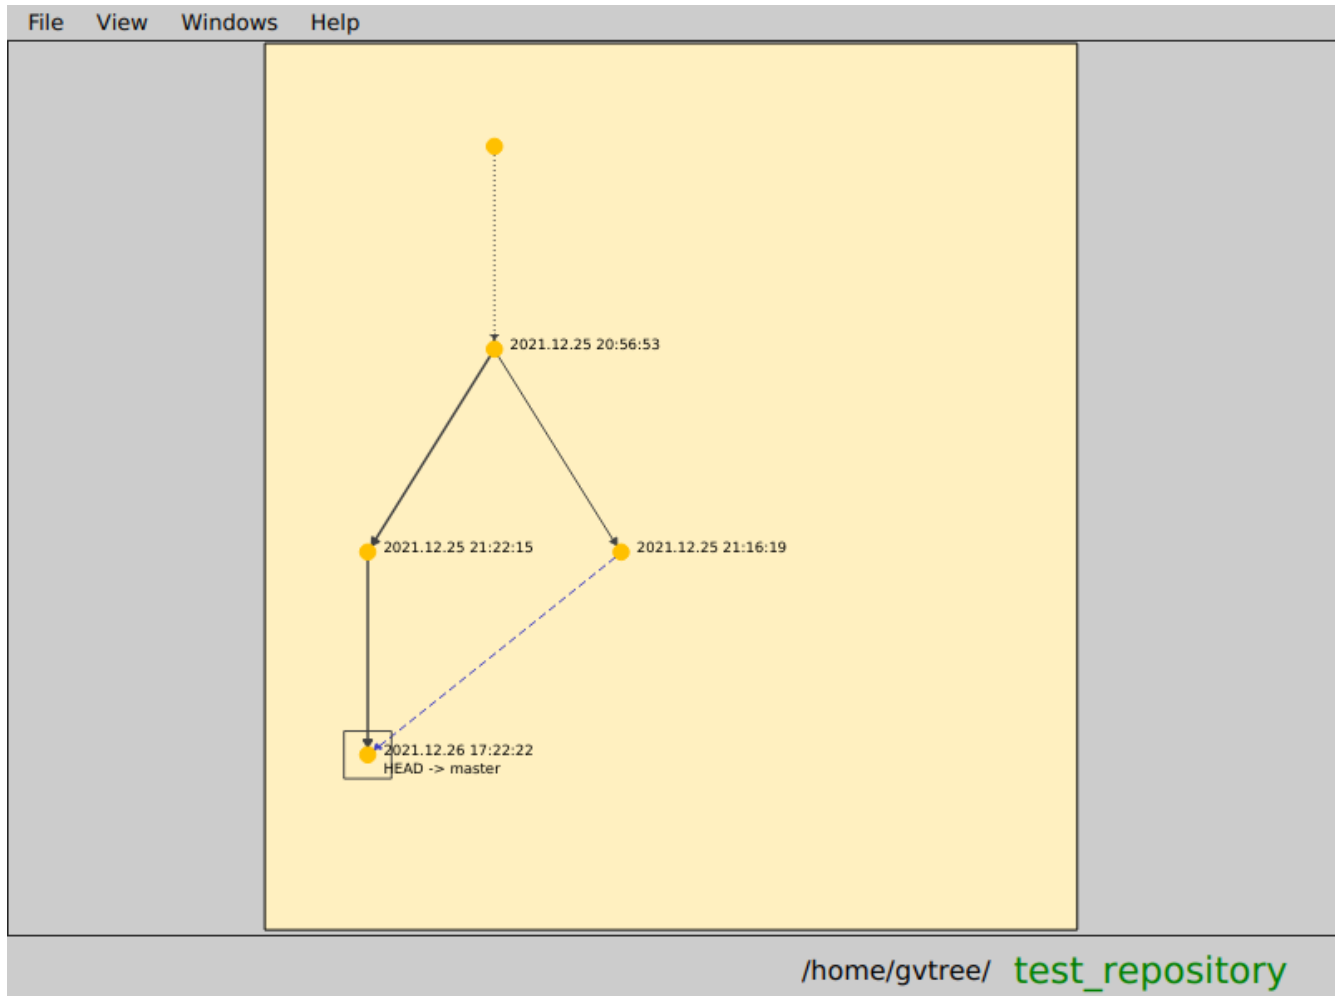 File View Windows Help
2021.12.25 20:56:53
2021.12.25 21:22:15
2021.12.25 21:16:19
2021.12.26 17:22:22
HEAD -> master
/home/gvtree/ test_repository